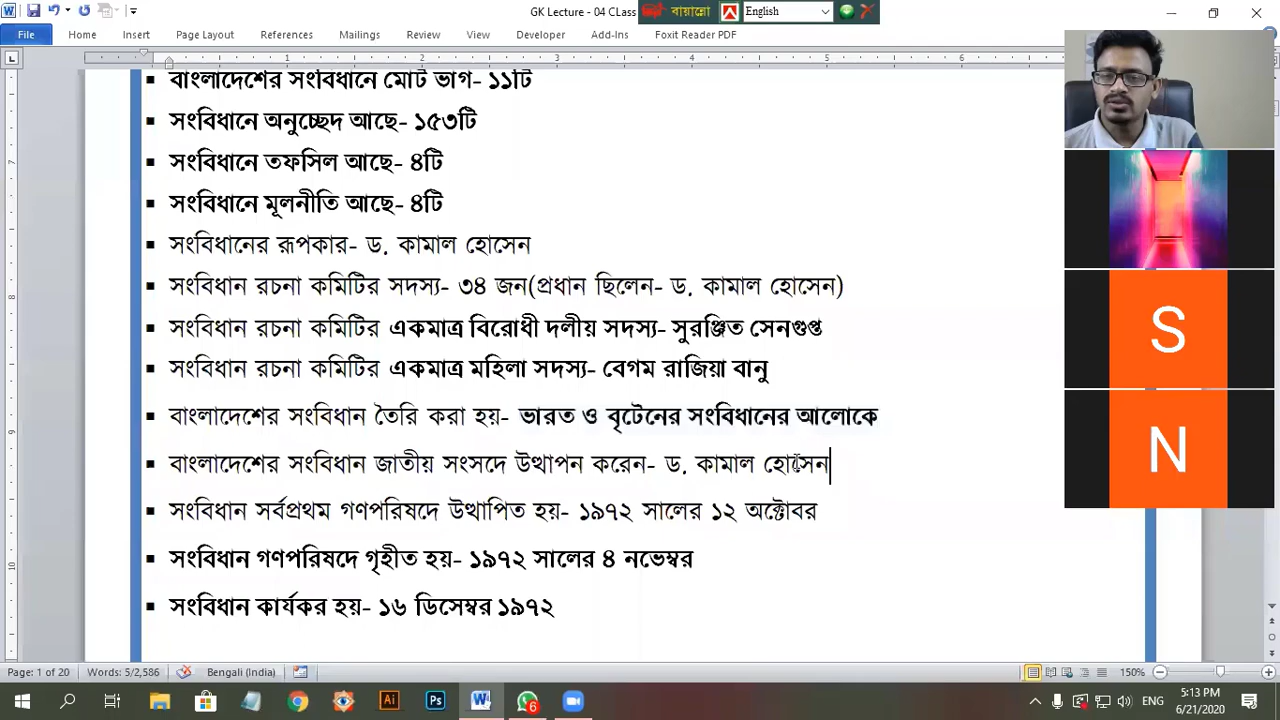 GK Lecture - 04 CLass
বায়ান্নো
English
File Home Insert Page Layout References Mailings Review View Developer Add-Ins Foxit Reader PDF
বাংলাদেশের সংবিধানে মোট ভাগ- ১১টি
সংবিধানে অনুচ্ছেদ আছে- ১৫৩টি
সংবিধানে তফসিল আছে- ৪টি
সংবিধানে মূলনীতি আছে- ৪টি
সংবিধানের রূপকার- ড. কামাল হোসেন
সংবিধান রচনা কমিটির সদস্য- ৩৪ জন(প্রধান ছিলেন- ড. কামাল হোসেন)
সংবিধান রচনা কমিটির একমাত্র বিরোধী দলীয় সদস্য- সুরঞ্জিত সেনগুপ্ত
সংবিধান রচনা কমিটির একমাত্র মহিলা সদস্য- বেগম রাজিয়া বানু
বাংলাদেশের সংবিধান তৈরি করা হয়- ভারত ও বৃটেনের সংবিধানের আলোকে
বাংলাদেশের সংবিধান জাতীয় সংসদে উত্থাপন করেন- ড. কামাল হোসেন
সংবিধান সর্বপ্রথম গণপরিষদে উত্থাপিত হয়- ১৯৭২ সালের ১২ অক্টোবর
সংবিধান গণপরিষদে গৃহীত হয়- ১৯৭২ সালের ৪ নভেম্বর
সংবিধান কার্যকর হয়- ১৬ ডিসেম্বর ১৯৭২
S
N
Page: 1 of 20 Words: 5/2,586 Bengali (India) 150%
ENG 5:13 PM
6/21/2020